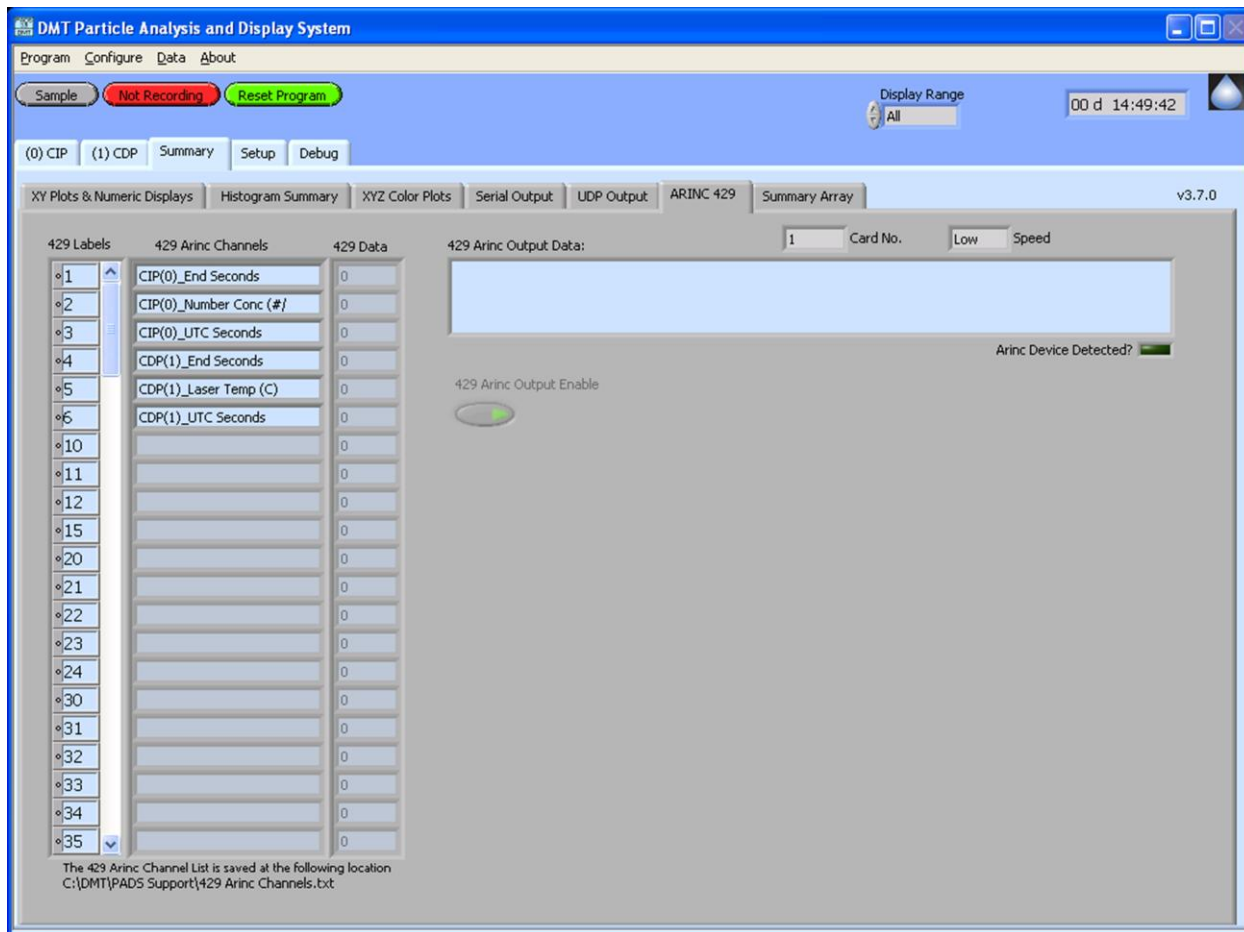 DMT Particle Analysis and Display System
Program Configure Data About
Sample Not Recording Reset Program
Display Range
All
00 d 14:49:42
(0) CIP (1) CDP Summary Setup Debug
XY Plots & Numeric Displays Histogram Summary XYZ Color Plots Serial Output UDP Output ARINC 429 Summary Array v3.7.0
429 Labels 429 Arinc Channels 429 Data
1 CIP(0)_End Seconds 0
2 CIP(0)_Number Conc (#/ 0
3 CIP(0)_UTC Seconds 0
4 CDP(1)_End Seconds 0
5 CDP(1)_Laser Temp (C) 0
6 CDP(1)_UTC Seconds 0
10 0
11 0
12 0
15 0
20 0
21 0
22 0
23 0
24 0
30 0
31 0
32 0
33 0
34 0
35 0
The 429 Arinc Channel List is saved at the following location
C:\DMT\PADS Support\429 Arinc Channels.txt
429 Arinc Output Data:
1 Card No. Low Speed
Arinc Device Detected?
429 Arinc Output Enable